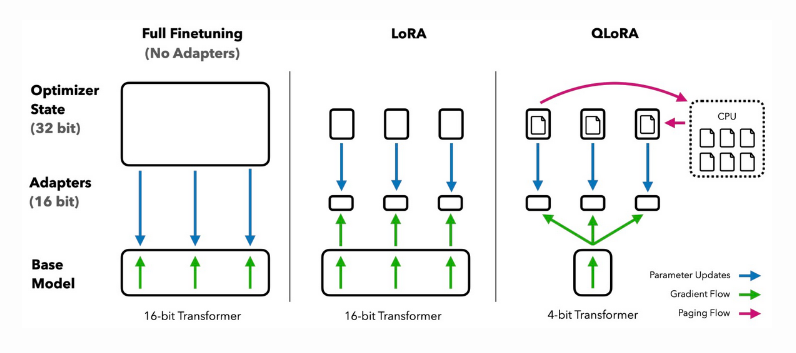 Full Finetuning
(No Adapters)
LoRA
QLoRA
Optimizer
State
(32 bit)
CPU
Adapters
(16 bit)
Base
Model
Parameter Updates
Gradient Flow
Paging Flow
16-bit Transformer
16-bit Transformer
4-bit Transformer